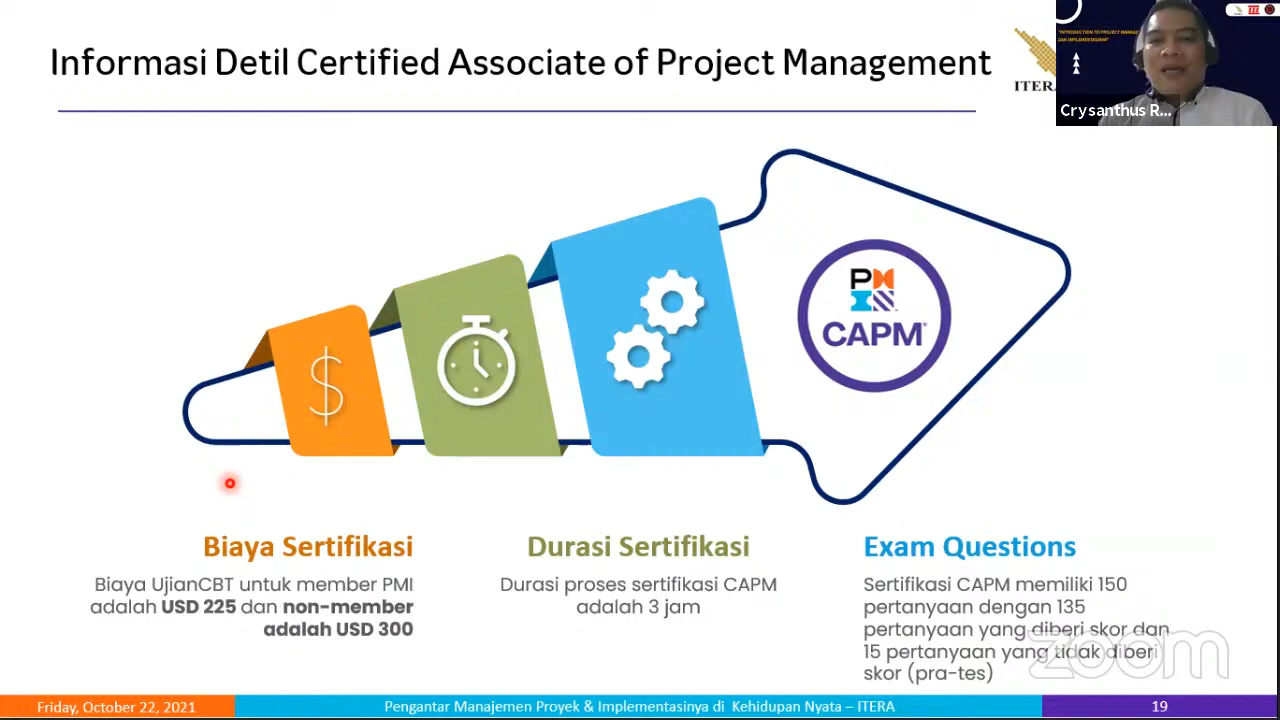 Informasi Detil Certified Associate of Project Management
ITERA
Crysanthus R...
$
PM
CAPM®
Biaya Sertifikasi
Biaya UjianCBT untuk member PMI
adalah USD 225 dan non-member
adalah USD 300
Durasi Sertifikasi
Durasi proses sertifikasi CAPM
adalah 3 jam
Exam Questions
Sertifikasi CAPM memiliki 150
pertanyaan dengan 135
pertanyaan yang diberi skor dan
15 pertanyaan yang tidak diberi
skor (pra-tes)
zoom
Friday, October 22, 2021
Pengantar Manajemen Proyek & Implementasinya di Kehidupan Nyata – ITERA
19